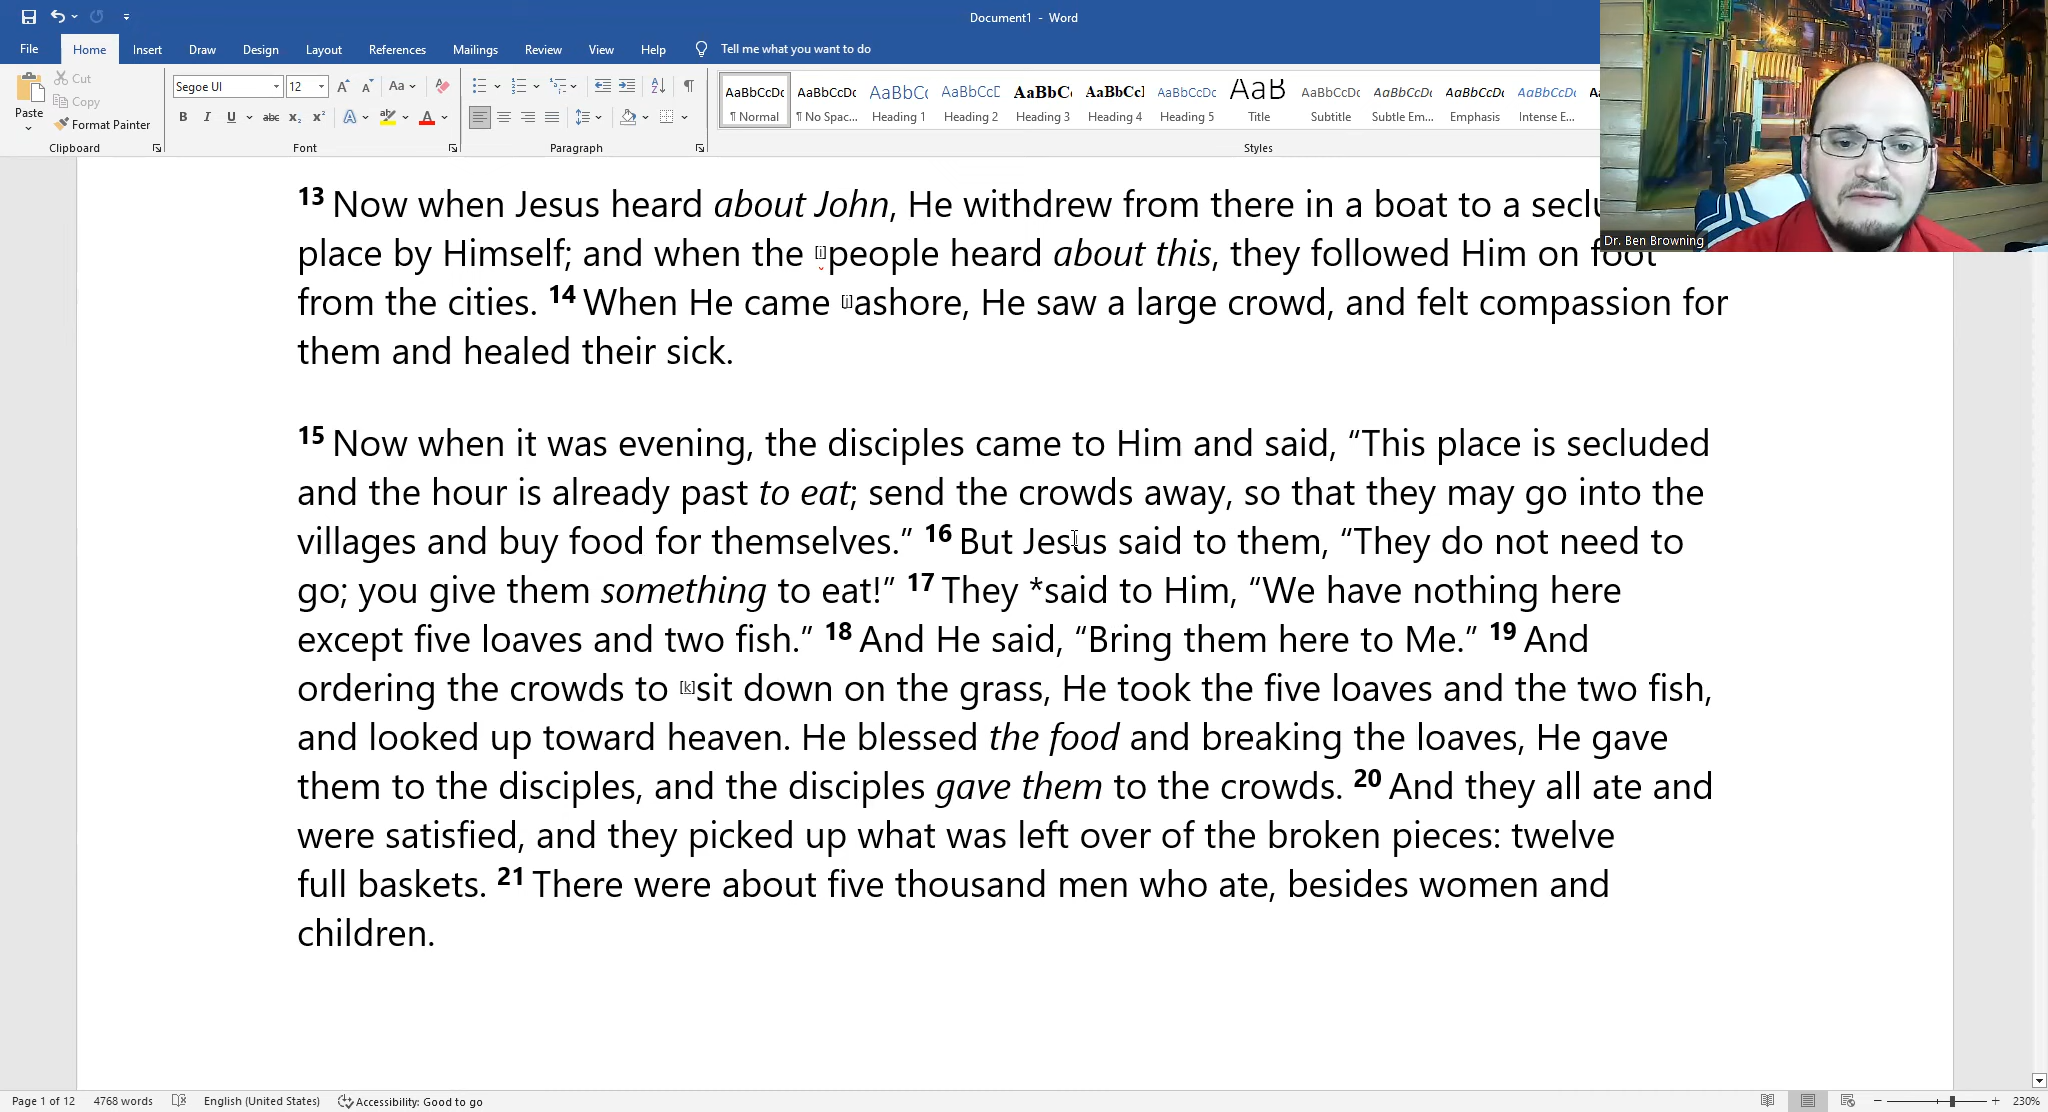 Document1 - Word
File Home Insert Draw Design Layout References Mailings Review View Help Tell me what you want to do
Paste
Cut
Copy
Format Painter
Clipboard
Segoe UI 12
Font
Paragraph
AaBbCcDc AaBbCcDc AaBbC( AaBbCcD AaBbC( AaBbCcI AaBbCcDc AaB AaBbCcDc AaBbCcDc AaBbCcDc AaBbCcDc
¶ Normal ¶ No Spac... Heading 1 Heading 2 Heading 3 Heading 4 Heading 5 Title Subtitle Subtle Em... Emphasis Intense E...
Styles
Dr. Ben Browning
13 Now when Jesus heard about John, He withdrew from there in a boat to a
place by Himself; and when the [i]people heard about this, they followed Him on foot
from the cities. 14 When He came [j]ashore, He saw a large crowd, and felt compassion for
them and healed their sick.
15 Now when it was evening, the disciples came to Him and said, “This place is secluded
and the hour is already past to eat; send the crowds away, so that they may go into the
villages and buy food for themselves.” 16 But Jesus said to them, “They do not need to
go; you give them something to eat!” 17 They *said to Him, “We have nothing here
except five loaves and two fish.” 18 And He said, “Bring them here to Me.” 19 And
ordering the crowds to [k]sit down on the grass, He took the five loaves and the two fish,
and looked up toward heaven. He blessed the food and breaking the loaves, He gave
them to the disciples, and the disciples gave them to the crowds. 20 And they all ate and
were satisfied, and they picked up what was left over of the broken pieces: twelve
full baskets. 21 There were about five thousand men who ate, besides women and
children.
Page 1 of 12 4768 words English (United States) Accessibility: Good to go 230%